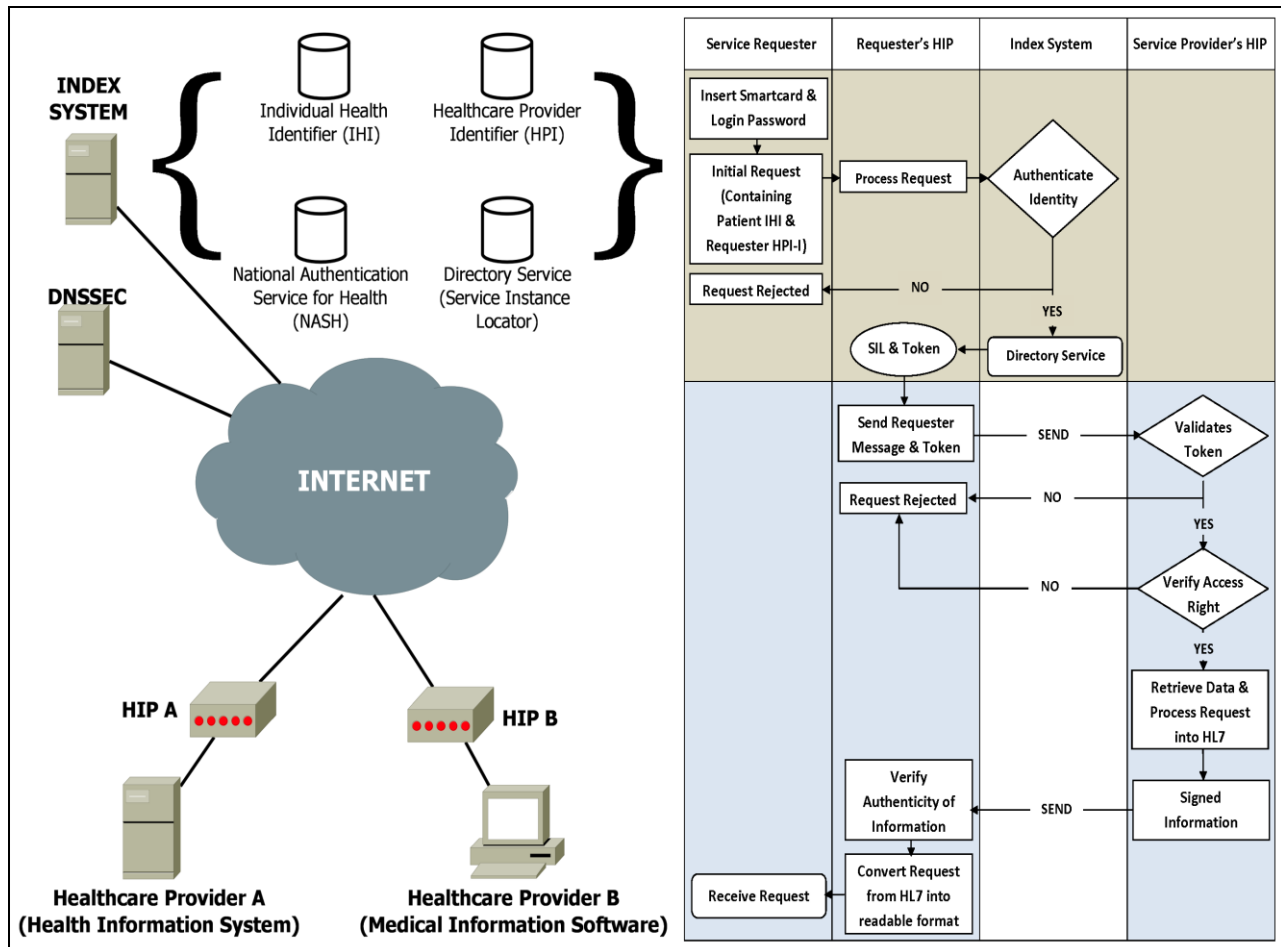 INDEX
SYSTEM
Individual Health
Identifier (IHI)
Healthcare Provider
Identifier (HPI)
National Authentication
Service for Health
(NASH)
Directory Service
(Service Instance
Locator)
DNSSEC
INTERNET
HIP A
HIP B
Healthcare Provider A
(Health Information System)
Healthcare Provider B
(Medical Information Software)
Service Requester
Requester's HIP
Index System
Service Provider's HIP
Insert Smartcard &
Login Password
Initial Request
(Containing
Patient IHI &
Requester HPI-I)
Process Request
Authenticate
Identity
Request Rejected
NO
YES
SIL & Token
Directory Service
Send Requester
Message & Token
SEND
Validates
Token
Request Rejected
NO
YES
NO
Verify Access
Right
YES
Retrieve Data &
Process Request
into HL7
Verify
Authenticity of
Information
SEND
Signed
Information
Receive Request
Convert Request
from HL7 into
readable format